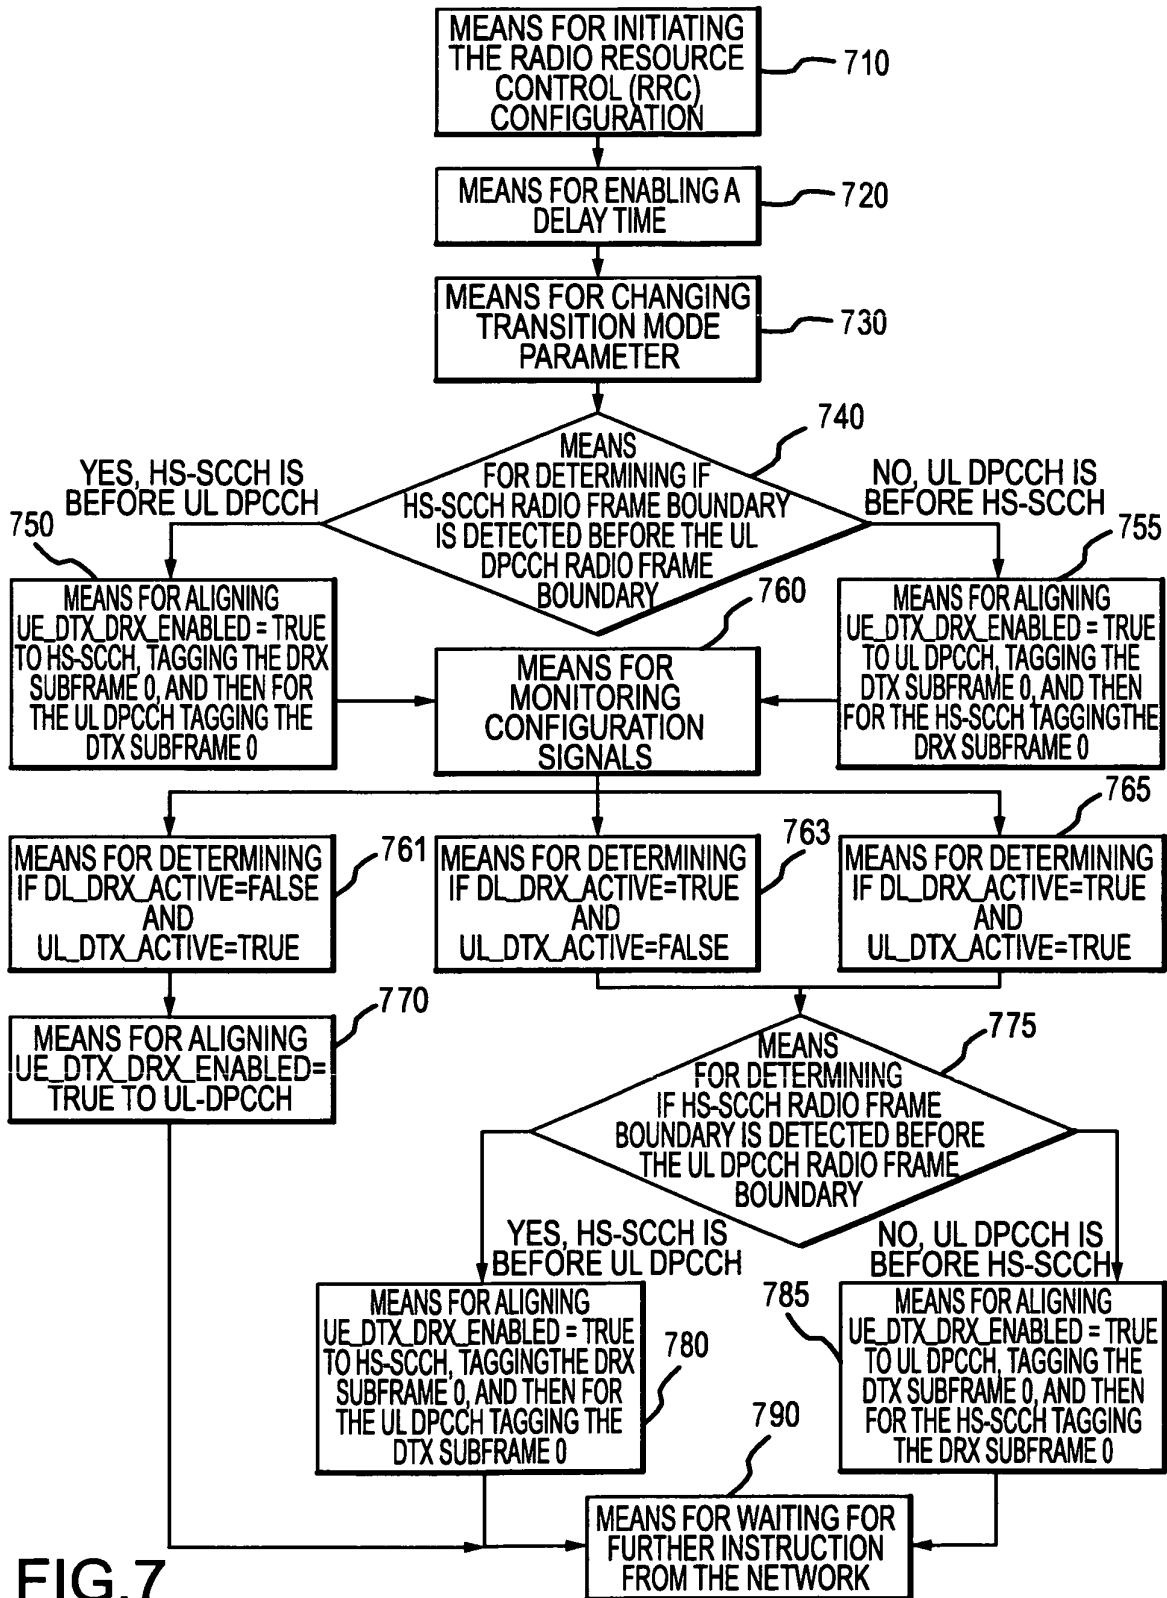 MEANS FOR INITIATING
THE RADIO RESOURCE
CONTROL (RRC)
CONFIGURATION
710
MEANS FOR ENABLING A
DELAY TIME
720
MEANS FOR CHANGING
TRANSITION MODE
PARAMETER
730
740
MEANS
FOR DETERMINING IF
HS-SCCH RADIO FRAME BOUNDARY
IS DETECTED BEFORE THE UL
DPCCH RADIO FRAME
BOUNDARY
YES, HS-SCCH IS
BEFORE UL DPCCH
NO, UL DPCCH IS
BEFORE HS-SCCH
750
MEANS FOR ALIGNING
UE_DTX_DRX_ENABLED = TRUE
TO HS-SCCH, TAGGING THE DRX
SUBFRAME 0, AND THEN FOR
THE UL DPCCH TAGGING THE
DTX SUBFRAME 0
760
MEANS FOR
MONITORING
CONFIGURATION
SIGNALS
755
MEANS FOR ALIGNING
UE_DTX_DRX_ENABLED = TRUE
TO UL DPCCH, TAGGING THE
DTX SUBFRAME 0, AND THEN
FOR THE HS-SCCH TAGGINGTHE
DRX SUBFRAME 0
761
MEANS FOR DETERMINING
IF DL_DRX_ACTIVE=FALSE
AND
UL_DTX_ACTIVE=TRUE
763
MEANS FOR DETERMINING
IF DL_DRX_ACTIVE=TRUE
AND
UL_DTX_ACTIVE=FALSE
765
MEANS FOR DETERMINING
IF DL_DRX_ACTIVE=TRUE
AND
UL_DTX_ACTIVE=TRUE
770
MEANS FOR ALIGNING
UE_DTX_DRX_ENABLED=
TRUE TO UL-DPCCH
775
MEANS
FOR DETERMINING
IF HS-SCCH RADIO FRAME
BOUNDARY IS DETECTED BEFORE
THE UL DPCCH RADIO FRAME
BOUNDARY
YES, HS-SCCH IS
BEFORE UL DPCCH
NO, UL DPCCH IS
BEFORE HS-SCCH
780
MEANS FOR ALIGNING
UE_DTX_DRX_ENABLED = TRUE
TO HS-SCCH, TAGGINGTHE DRX
SUBFRAME 0, AND THEN FOR
THE UL DPCCH TAGGING THE
DTX SUBFRAME 0
785
MEANS FOR ALIGNING
UE_DTX_DRX_ENABLED = TRUE
TO UL DPCCH, TAGGING THE
DTX SUBFRAME 0, AND THEN
FOR THE HS-SCCH TAGGING
THE DRX SUBFRAME 0
790
MEANS FOR WAITING FOR
FURTHER INSTRUCTION
FROM THE NETWORK
FIG.7